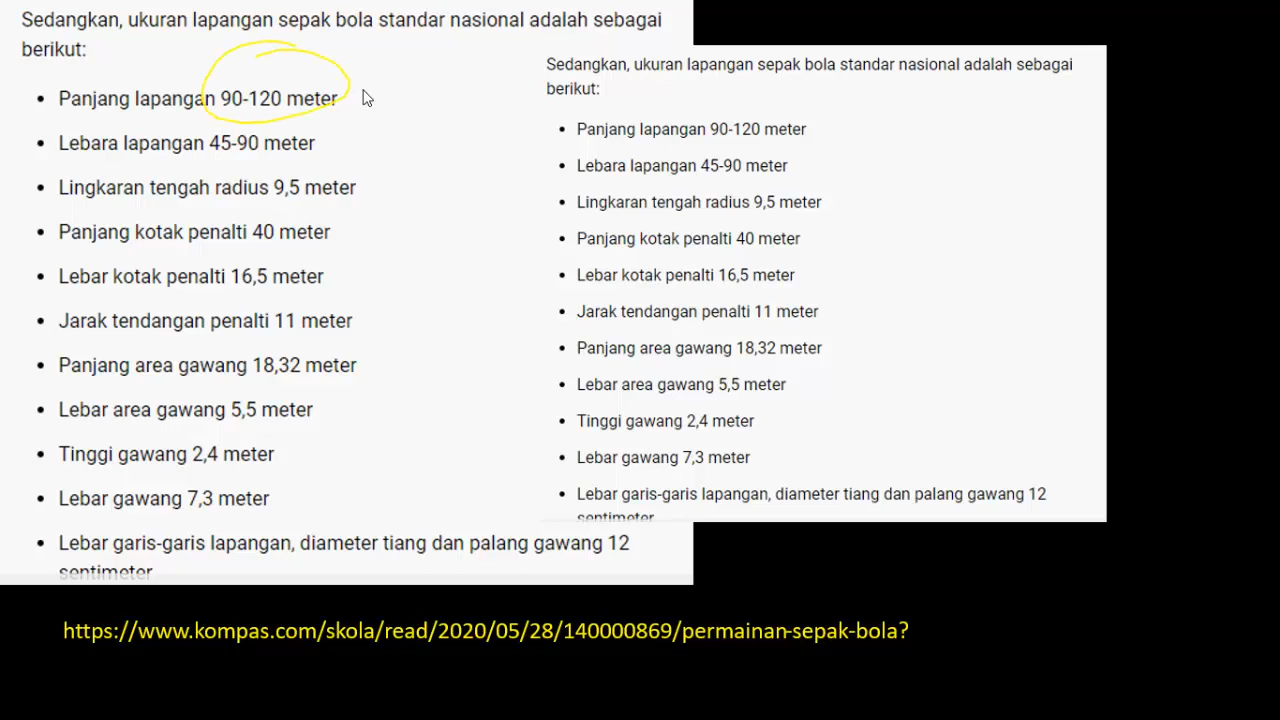 Sedangkan, ukuran lapangan sepak bola standar nasional adalah sebagai
berikut:
• Panjang lapangan 90-120 meter
• Lebara lapangan 45-90 meter
• Lingkaran tengah radius 9,5 meter
• Panjang kotak penalti 40 meter
• Lebar kotak penalti 16,5 meter
• Jarak tendangan penalti 11 meter
• Panjang area gawang 18,32 meter
• Lebar area gawang 5,5 meter
• Tinggi gawang 2,4 meter
• Lebar gawang 7,3 meter
• Lebar garis-garis lapangan, diameter tiang dan palang gawang 12
sentimeter
Sedangkan, ukuran lapangan sepak bola standar nasional adalah sebagai
berikut:
• Panjang lapangan 90-120 meter
• Lebara lapangan 45-90 meter
• Lingkaran tengah radius 9,5 meter
• Panjang kotak penalti 40 meter
• Lebar kotak penalti 16,5 meter
• Jarak tendangan penalti 11 meter
• Panjang area gawang 18,32 meter
• Lebar area gawang 5,5 meter
• Tinggi gawang 2,4 meter
• Lebar gawang 7,3 meter
• Lebar garis-garis lapangan, diameter tiang dan palang gawang 12
sentimeter
https://www.kompas.com/skola/read/2020/05/28/140000869/permainan-sepak-bola?